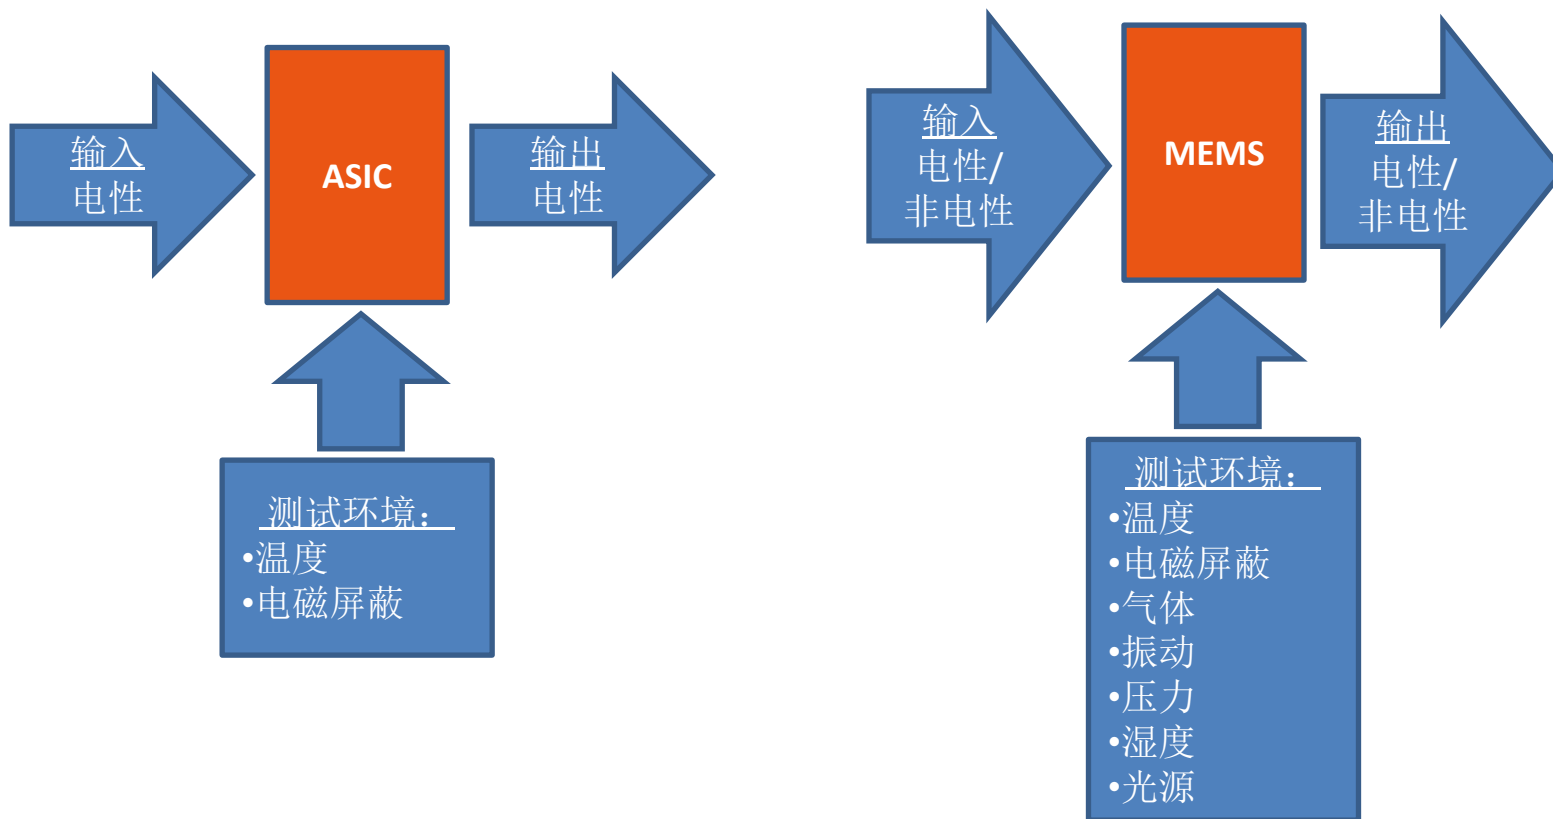 输入
电性
ASIC
输出
电性
测试环境：
•温度
•电磁屏蔽
输入
电性/
非电性
MEMS
输出
电性/
非电性
测试环境：
•温度
•电磁屏蔽
•气体
•振动
•压力
•湿度
•光源